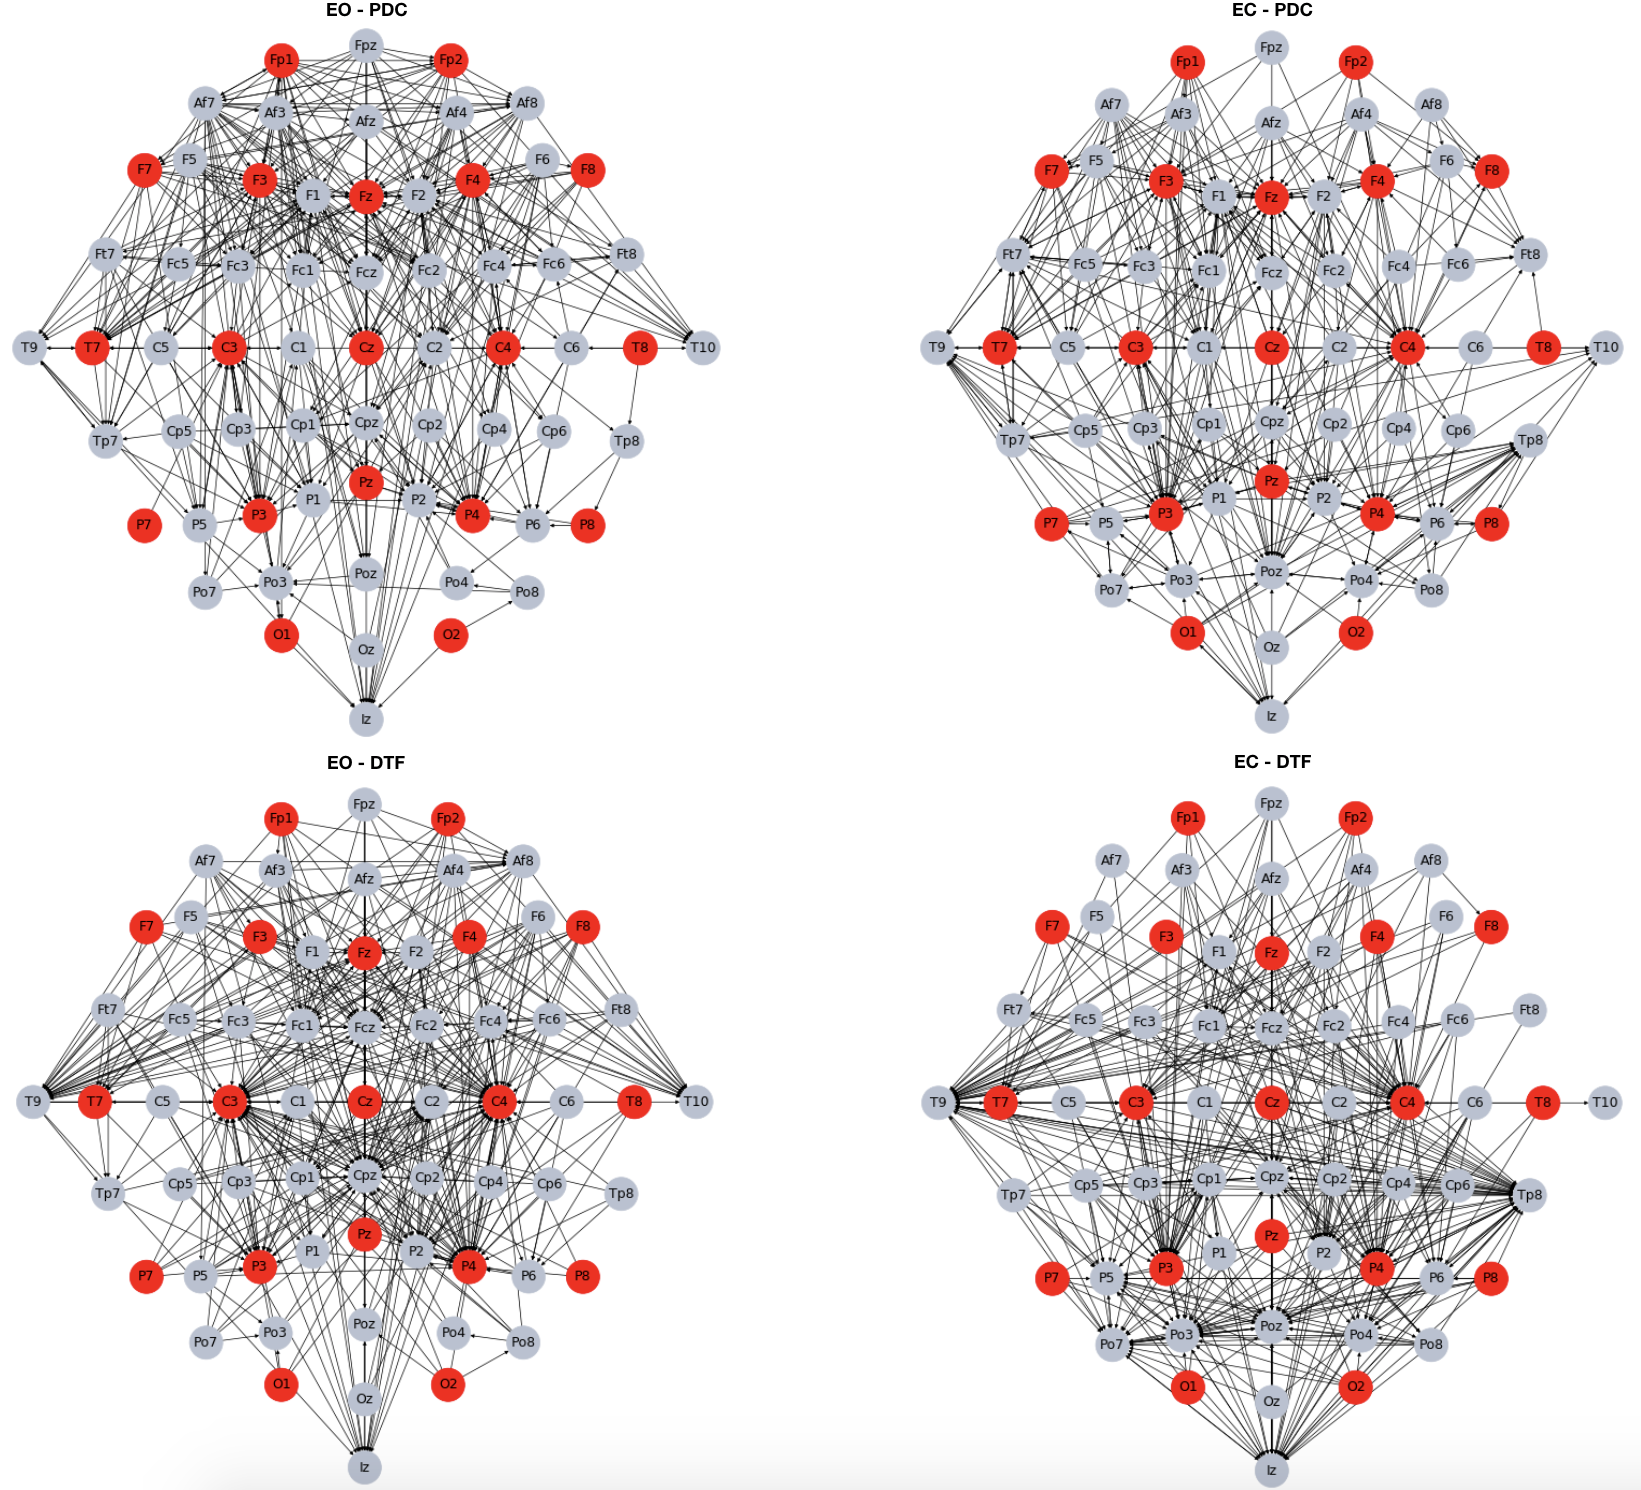 EO - PDC
EC - PDC
Fpz
Fp1 Fp2
Af7 Af3 Afz Af4 Af8
F7 F5 F3 F1 Fz F2 F4 F6 F8
Ft7 Fc5 Fc3 Fc1 Fcz Fc2 Fc4 Fc6 Ft8
T9 T7 C5 C3 C1 Cz C2 C4 C6 T8 T10
Tp7 Cp5 Cp3 Cp1 Cpz Cp2 Cp4 Cp6 Tp8
P7 P5 P3 P1 Pz P2 P4 P6 P8
Po7 Po3 Poz Po4 Po8
O1 Oz O2
Iz
Fpz
Fp1 Fp2
Af7 Af3 Afz Af4 Af8
F7 F5 F3 F1 Fz F2 F4 F6 F8
Ft7 Fc5 Fc3 Fc1 Fcz Fc2 Fc4 Fc6 Ft8
T9 T7 C5 C3 C1 Cz C2 C4 C6 T8 T10
Tp7 Cp5 Cp3 Cp1 Cpz Cp2 Cp4 Cp6 Tp8
P7 P5 P3 P1 Pz P2 P4 P6 P8
Po7 Po3 Poz Po4 Po8
O1 Oz O2
Iz
EO - DTF
EC - DTF
Fpz
Fp1 Fp2
Af7 Af3 Afz Af4 Af8
F7 F5 F3 F1 Fz F2 F4 F6 F8
Ft7 Fc5 Fc3 Fc1 Fcz Fc2 Fc4 Fc6 Ft8
T9 T7 C5 C3 C1 Cz C2 C4 C6 T8 T10
Tp7 Cp5 Cp3 Cp1 Cpz Cp2 Cp4 Cp6 Tp8
P7 P5 P3 P1 Pz P2 P4 P6 P8
Po7 Po3 Poz Po4 Po8
O1 Oz O2
Iz
Fpz
Fp1 Fp2
Af7 Af3 Afz Af4 Af8
F7 F5 F3 F1 Fz F2 F4 F6 F8
Ft7 Fc5 Fc3 Fc1 Fcz Fc2 Fc4 Fc6 Ft8
T9 T7 C5 C3 C1 Cz C2 C4 C6 T8 T10
Tp7 Cp5 Cp3 Cp1 Cpz Cp2 Cp4 Cp6 Tp8
P7 P5 P3 P1 Pz P2 P4 P6 P8
Po7 Po3 Poz Po4 Po8
O1 Oz O2
Iz